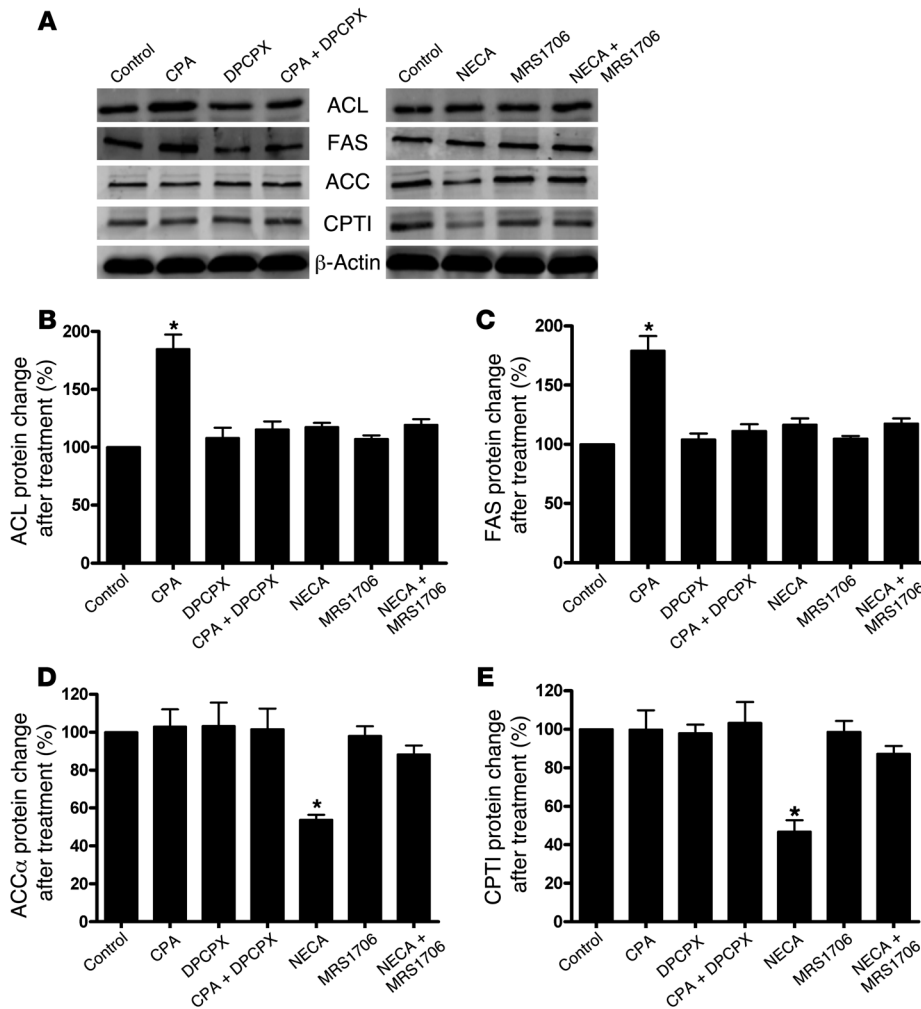 A
Control
CPA
DPCPX
CPA + DPCPX
Control
NECA
MRS1706
NECA +
MRS1706
ACL
FAS
ACC
CPTI
β-Actin
B
ACL protein change
after treatment (%)
200
150
100
50
0
*
Control
CPA
DPCPX
CPA + DPCPX
NECA
MRS1706
NECA +
MRS1706
C
FAS protein change
after treatment (%)
200
150
100
50
0
*
Control
CPA
DPCPX
CPA + DPCPX
NECA
MRS1706
NECA +
MRS1706
D
ACCα protein change
after treatment (%)
120
100
80
60
40
20
0
*
Control
CPA
DPCPX
CPA + DPCPX
NECA
MRS1706
NECA +
MRS1706
E
CPTI protein change
after treatment (%)
120
100
80
60
40
20
0
*
Control
CPA
DPCPX
CPA + DPCPX
NECA
MRS1706
NECA +
MRS1706